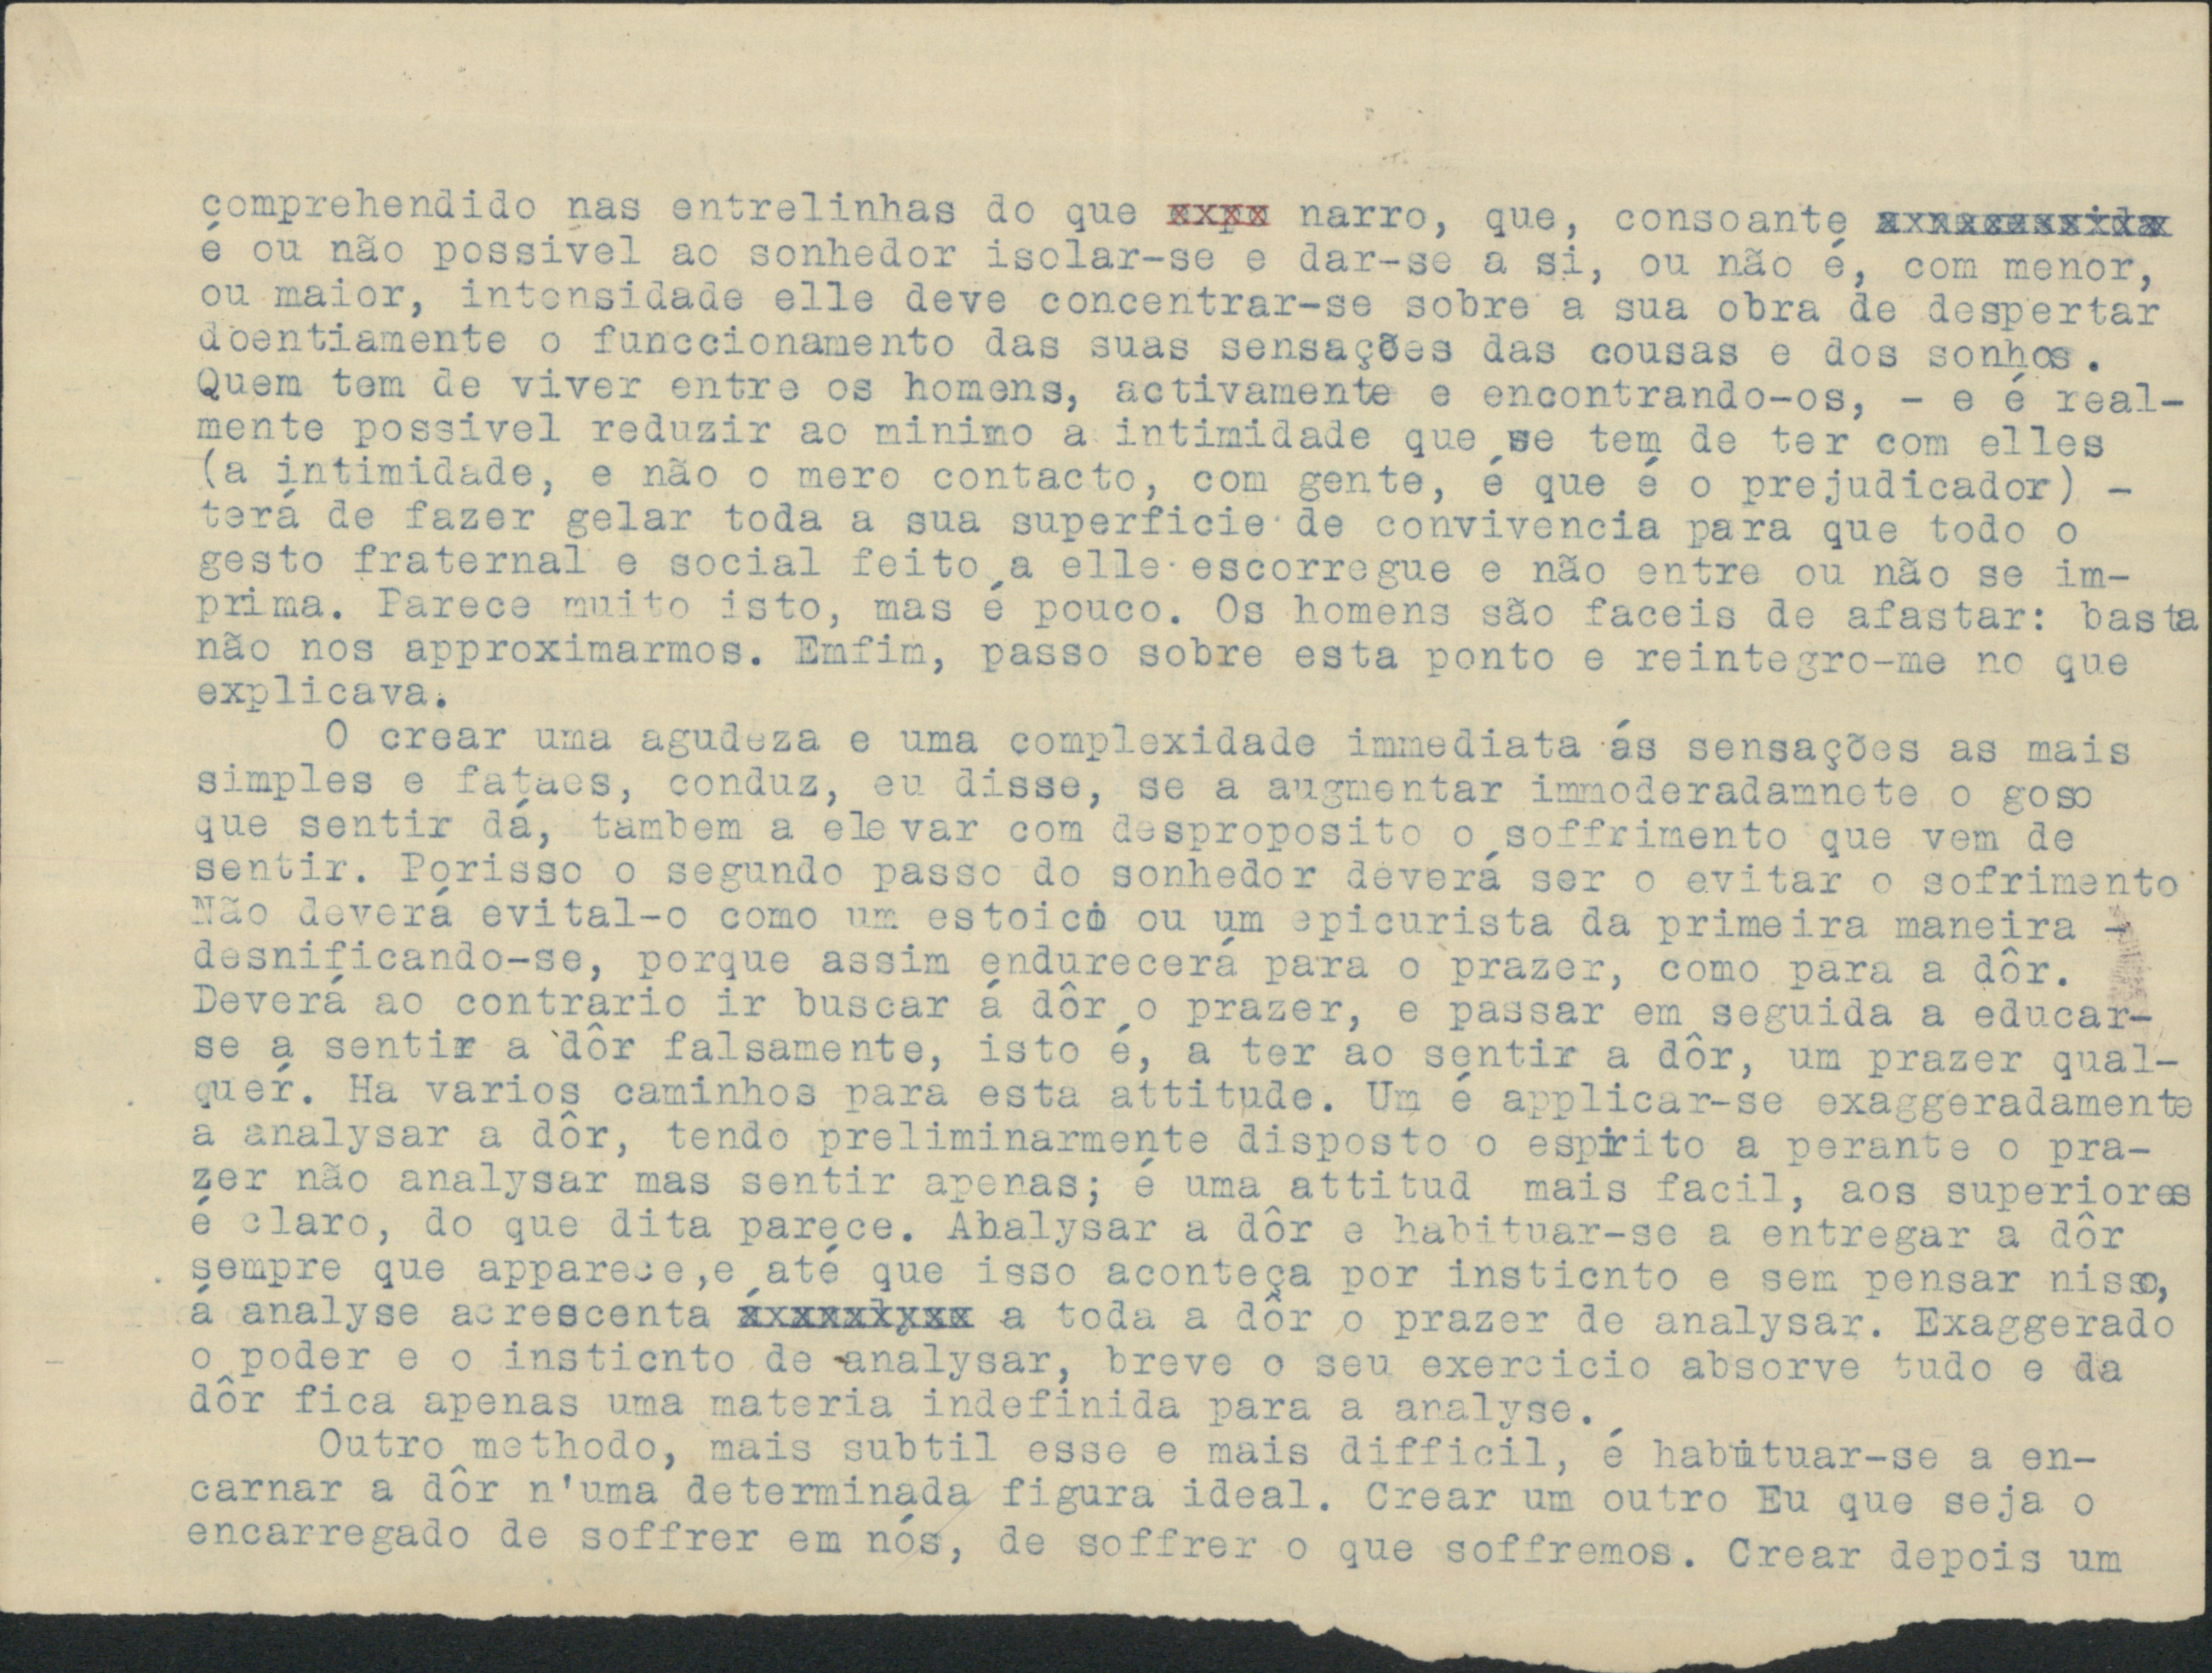 comprehendido nas entrelinhas do que narro, que, consoante
é ou não possivel ao sonhedor isolar-se e dar-se a si, ou não é, com menor,
ou maior, intensidade elle deve concentrar-se sobre a sua obra de despertar
doentiamente o funccionamento das suas sensações das cousas e dos sonhos.
Quem tem de viver entre os homens, activamente e encontrando-os, - e é real-
mente possivel reduzir ao minimo a intimidade que se tem de ter com elles
(a intimidade, e não o mero contacto, com gente, é que é o prejudicador) -
terá de fazer gelar toda a sua superficie de convivencia para que todo o
gesto fraternal e social feito a elle escorregue e não entre ou não se im-
prima. Parece muito isto, mas é pouco. Os homens são faceis de afastar: basta
não nos approximarmos. Emfim, passo sobre esta ponto e reintegro-me no que
explicava.
O crear uma agudeza e uma complexidade immediata ás sensações as mais
simples e fataes, conduz, eu disse, se a augmentar immoderadamnete o goso
que sentir dá, tambem a elevar com desproposito o soffrimento que vem de
sentir. Porisso o segundo passo do sonhedor deverá ser o evitar o sofrimento
Não deverá evital-o como um estoico ou um epicurista da primeira maneira -
desnificando-se, porque assim endurecerá para o prazer, como para a dôr.
Deverá ao contrario ir buscar á dôr o prazer, e passar em seguida a educar-
se a sentir a dôr falsamente, isto é, a ter ao sentir a dôr, um prazer qual-
quér. Ha varios caminhos para esta attitude. Um é applicar-se exaggeradamente
a analysar a dôr, tendo preliminarmente disposto o espirito a perante o pra-
zer não analysar mas sentir apenas; é uma attitud mais facil, aos superiores
é claro, do que dita parece. Analysar a dôr e habituar-se a entregar a dôr
sempre que apparece,e até que isso aconteça por insticnto e sem pensar nisso,
á analyse acrescenta a toda a dôr o prazer de analysar. Exaggerado
o poder e o insticnto de analysar, breve o seu exercicio absorve tudo e da
dôr fica apenas uma materia indefinida para a analyse.
Outro methodo, mais subtil esse e mais difficil, é habituar-se a en-
carnar a dôr n'uma determinada figura ideal. Crear um outro Eu que seja o
encarregado de soffrer em nós, de soffrer o que soffremos. Crear depois um